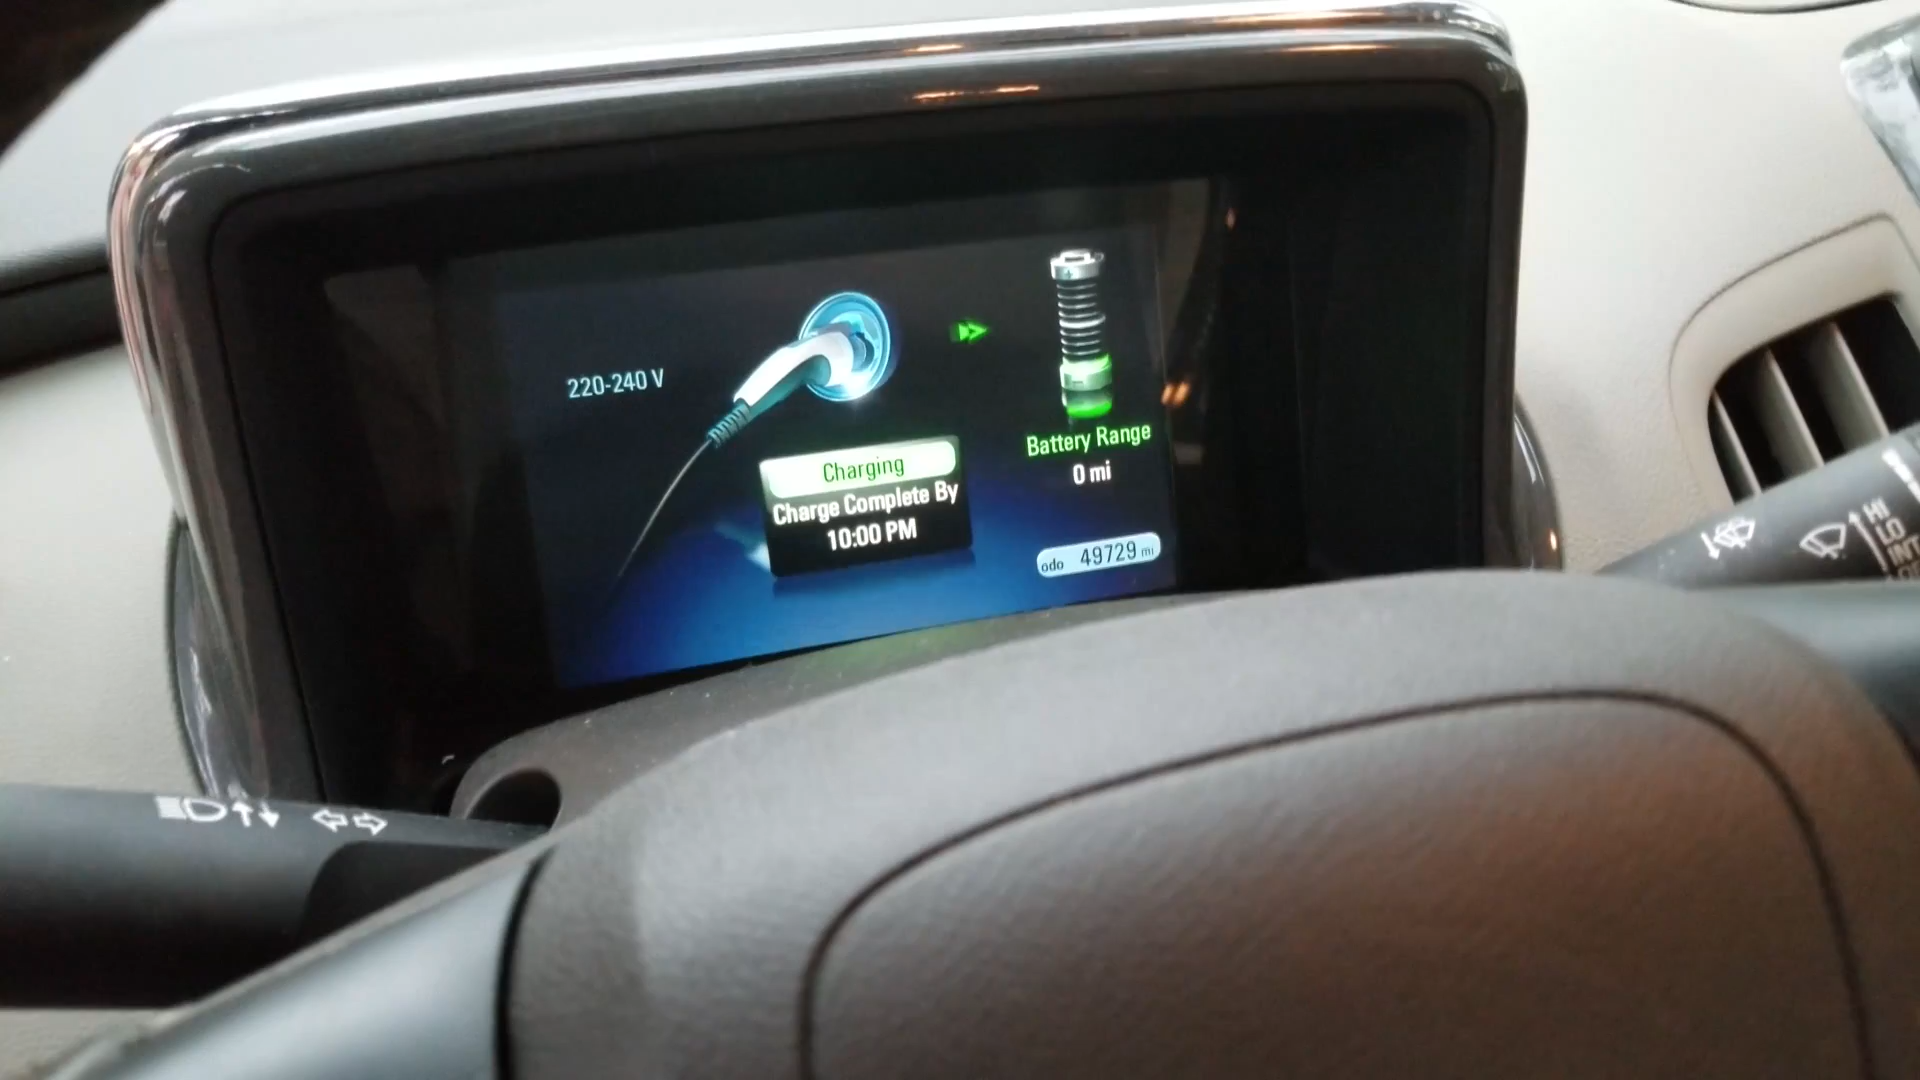 220-240 V
Charging
Charge Complete By
10:00 PM
Battery Range
0 mi
odo 49729 mi
HI
LO
INT